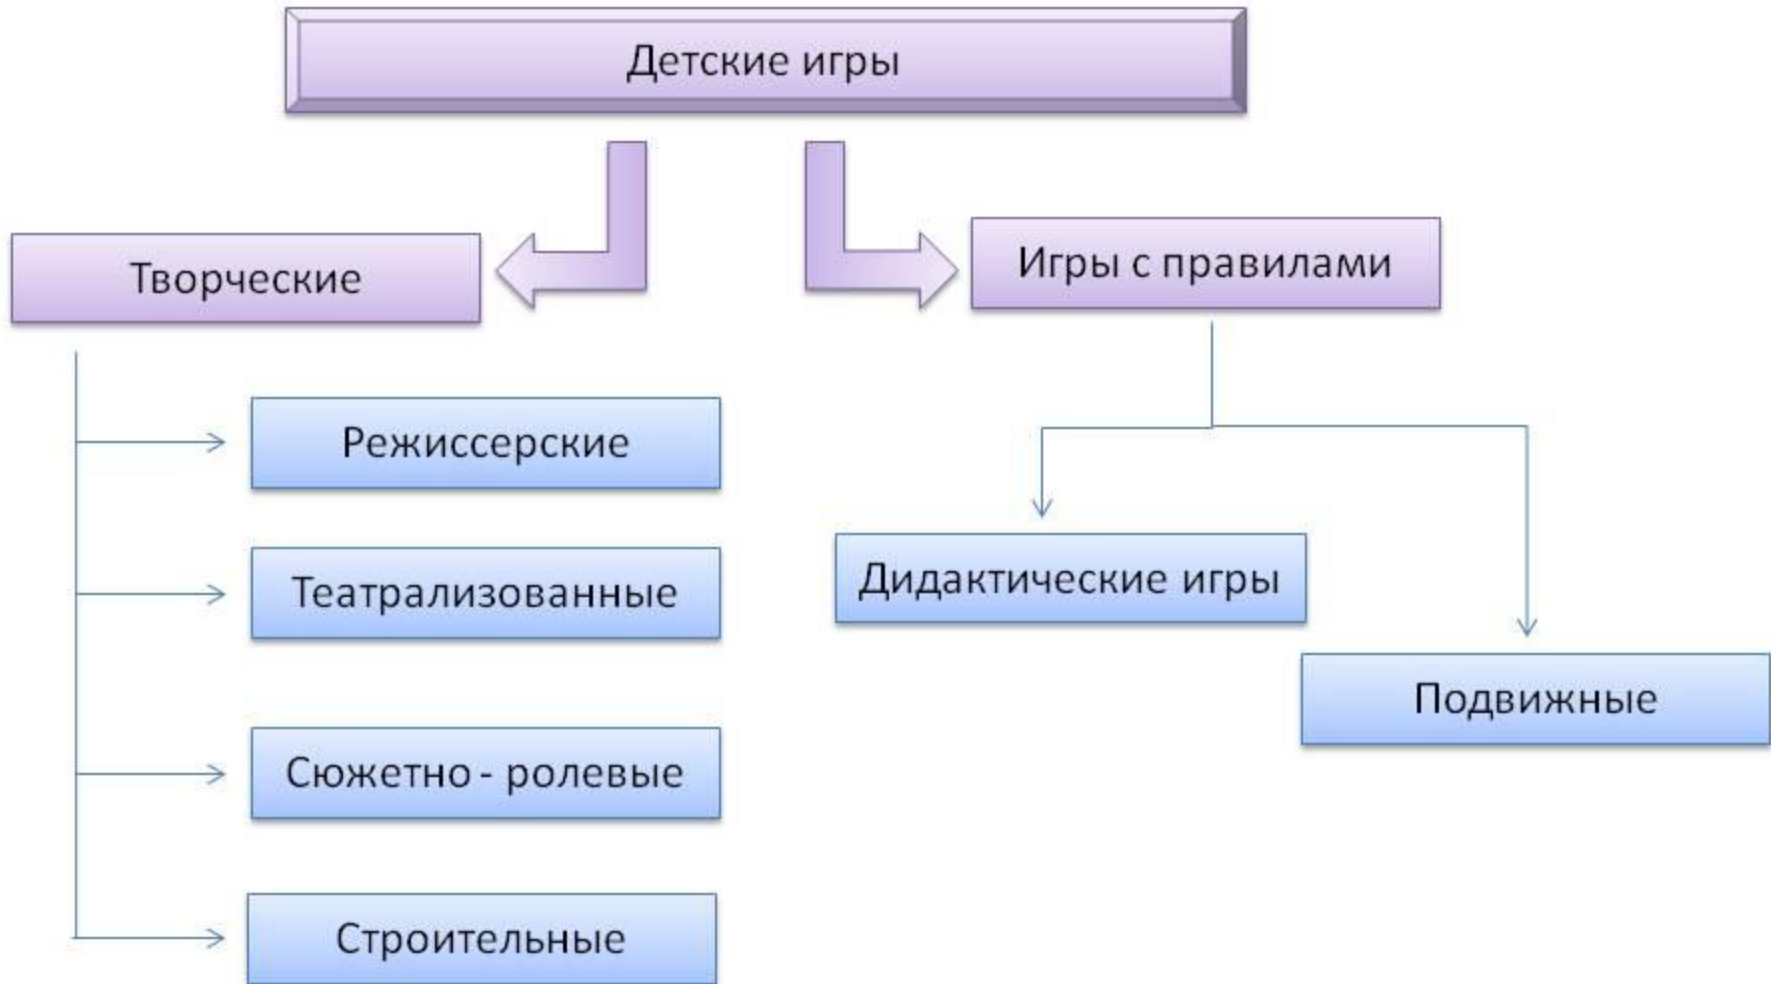 Детские игры
Творческие
Игры с правилами
Режиссерские
Театрализованные
Сюжетно - ролевые
Строительные
Дидактические игры
Подвижные